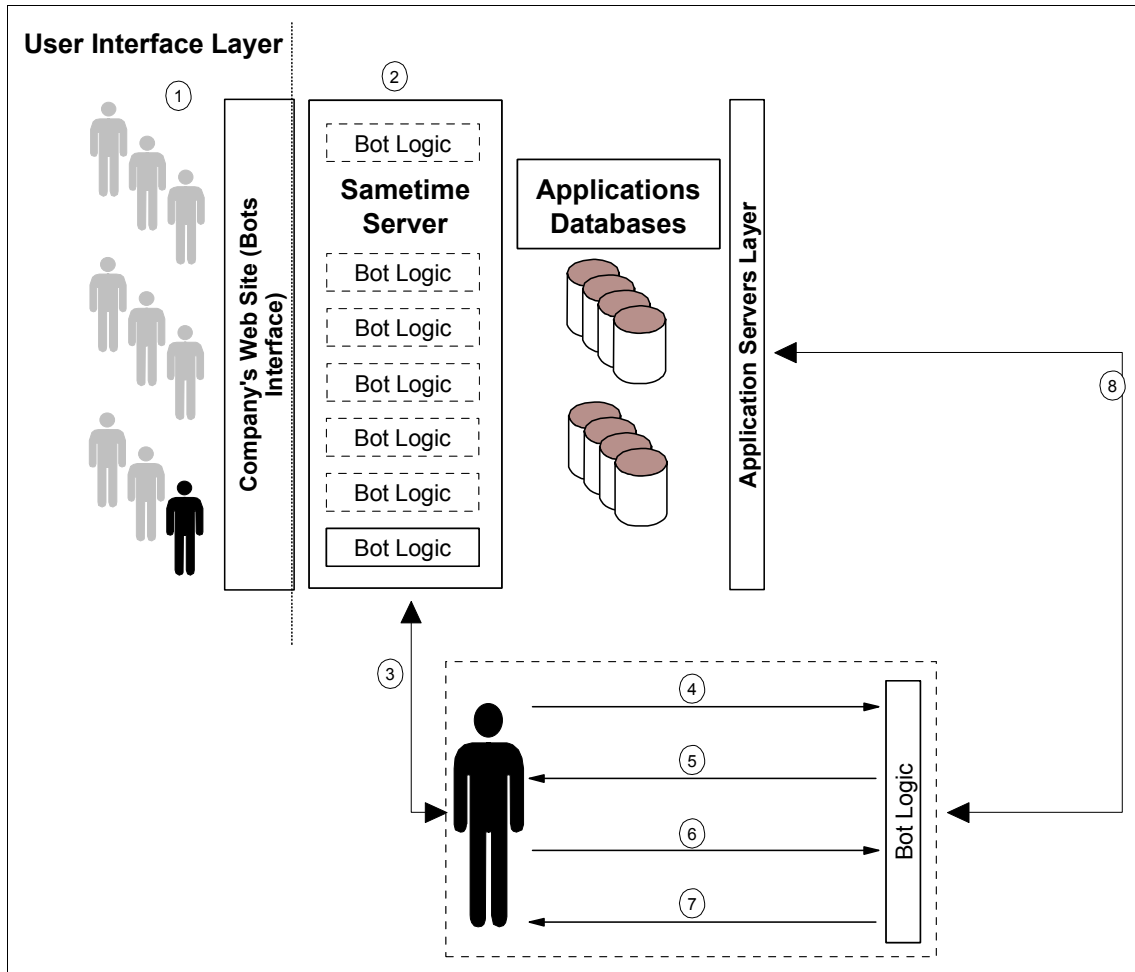 User Interface Layer
1
2
Company's Web Site (Bots
Interface)
Bot Logic
Sametime
Server
Bot Logic
Bot Logic
Bot Logic
Bot Logic
Bot Logic
Bot Logic
Applications
Databases
Application Servers Layer
8
3
4
5
6
7
Bot Logic